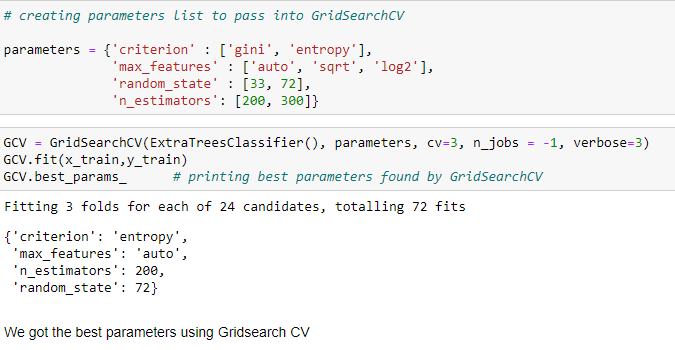 # creating parameters list to pass into GridSearchCV
parameters = {'criterion' : ['gini', 'entropy'],
'max_features' : ['auto', 'sqrt', 'log2'],
'random_state' : [33, 72],
'n_estimators': [200, 300]}
GCV = GridSearchCV(ExtraTreesClassifier(), parameters, cv=3, n_jobs = -1, verbose=3)
GCV.fit(x_train,y_train)
GCV.best_params_ # printing best parameters found by GridSearchCV
Fitting 3 folds for each of 24 candidates, totalling 72 fits
{'criterion': 'entropy',
'max_features': 'auto',
'n_estimators': 200,
'random_state': 72}
We got the best parameters using Gridsearch CV